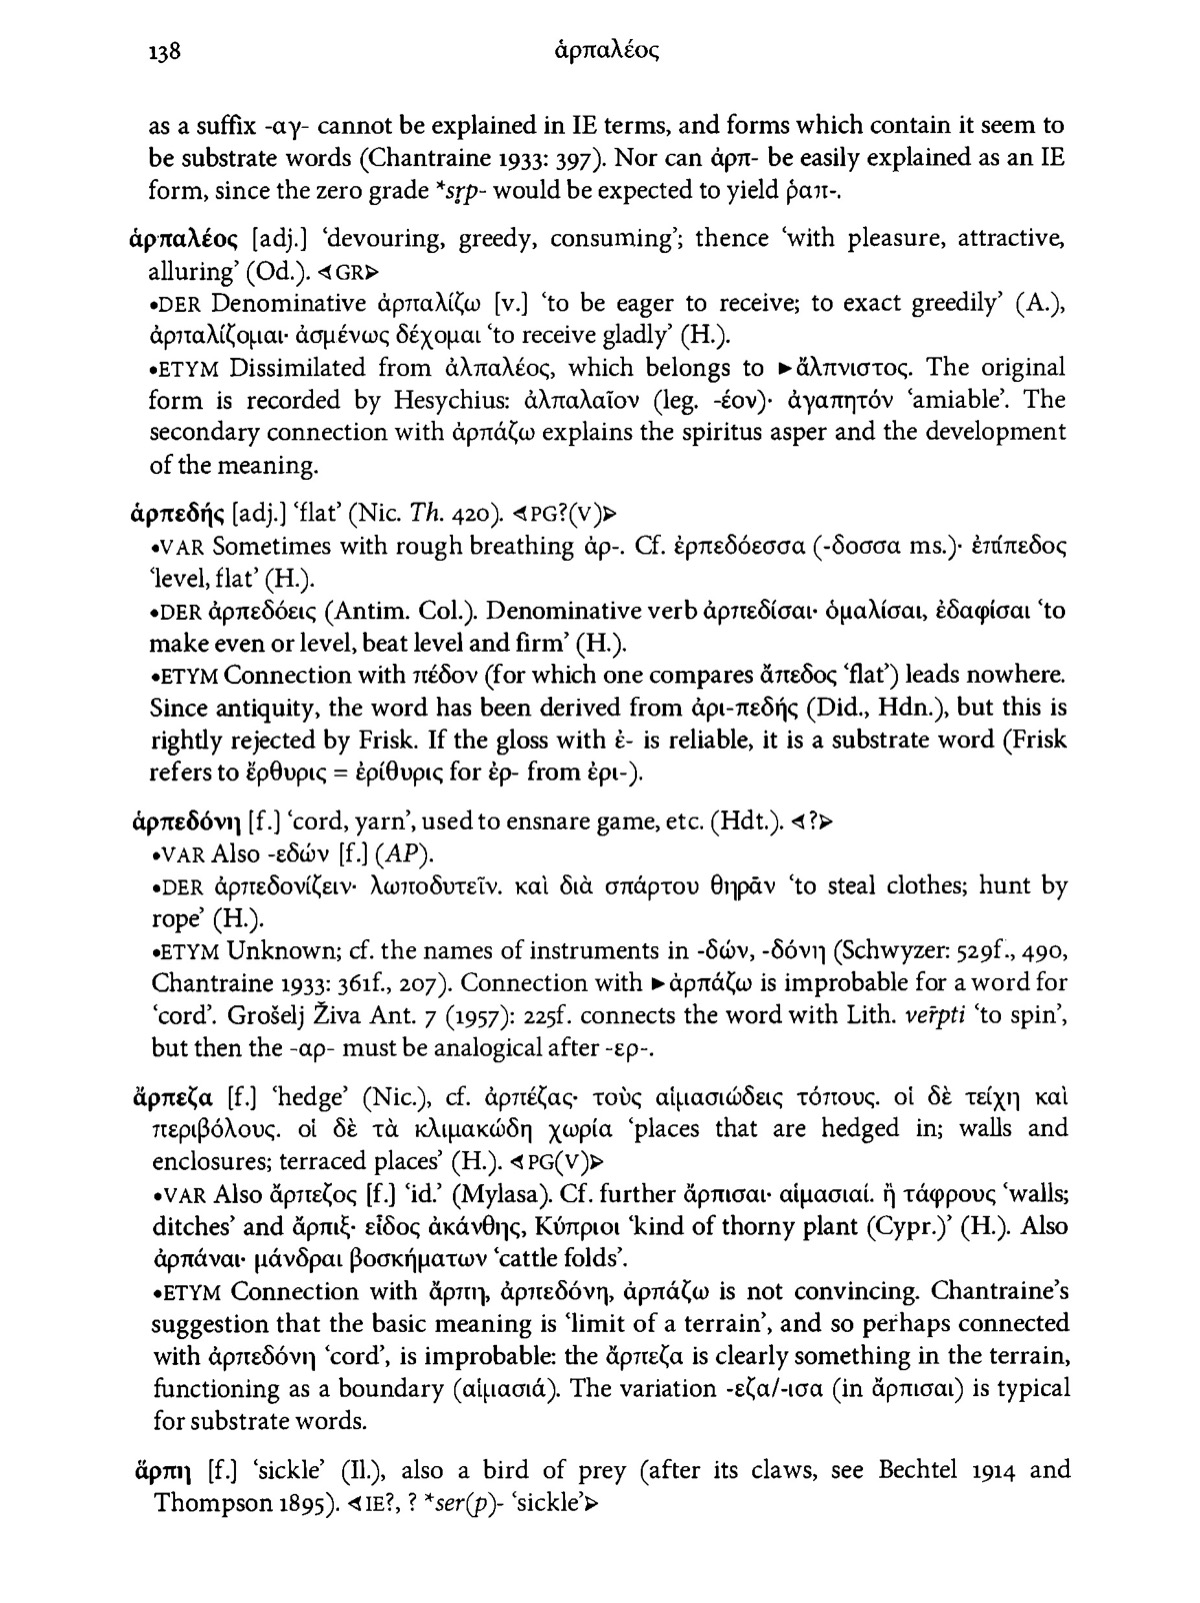 138
ἁρπαλέος
as a suffix -αγ- cannot be explained in IE terms, and forms which contain it seem to
be substrate words (Chantraine 1933: 397). Nor can ἁρπ- be easily explained as an IE
form, since the zero grade *sr̥p- would be expected to yield ῥαπ-.
ἁρπαλέος [adj.] ‘devouring, greedy, consuming’; thence ‘with pleasure, attractive,
alluring’ (Od.). ⊲GR⊳
•DER Denominative ἁρπαλίζω [v.] ‘to be eager to receive; to exact greedily’ (A.),
ἁρπαλίζομαι· ἀσμένως δέχομαι ‘to receive gladly’ (H.).
•ETYM Dissimilated from ἀλπαλέος, which belongs to ►ἄλπνιστος. The original
form is recorded by Hesychius: ἀλπαλαῖον (leg. -έον)· ἀγαπητόν ‘amiable’. The
secondary connection with ἁρπάζω explains the spiritus asper and the development
of the meaning.
ἁρπεδής [adj.] ‘flat’ (Nic. Th. 420). ⊲PG?(V)⊳
•VAR Sometimes with rough breathing ἁρ-. Cf. ἐρπεδόεσσα (-δοσσα ms.)· ἐπίπεδος
‘level, flat’ (H.).
•DER ἀρπεδόεις (Antim. Col.). Denominative verb ἀρπεδίσαι· ὁμαλίσαι, ἐδαφίσαι ‘to
make even or level, beat level and firm’ (H.).
•ETYM Connection with πέδον (for which one compares ἄπεδος ‘flat’) leads nowhere.
Since antiquity, the word has been derived from ἀρι-πεδής (Did., Hdn.), but this is
rightly rejected by Frisk. If the gloss with ἐ- is reliable, it is a substrate word (Frisk
refers to ἔρθυρις = ἐρίθυρις for ἐρ- from ἐρι-).
ἁρπεδόνη [f.] ‘cord, yarn’, used to ensnare game, etc. (Hdt.). ⊲?⊳
•VAR Also -εδών [f.] (AP).
•DER ἁρπεδονίζειν· λωποδυτεῖν. καὶ διὰ σπάρτου θηρᾶν ‘to steal clothes; hunt by
rope’ (H.).
•ETYM Unknown; cf. the names of instruments in -δών, -δόνη (Schwyzer: 529f., 490,
Chantraine 1933: 361f., 207). Connection with ►ἁρπάζω is improbable for a word for
‘cord’. Grošelj Živa Ant. 7 (1957): 225f. connects the word with Lith. ver̃pti ‘to spin’,
but then the -αρ- must be analogical after -ερ-.
ἄρπεζα [f.] ‘hedge’ (Nic.), cf. ἀρπέζας· τοὺς αἱμασιώδεις τόπους. οἱ δὲ τείχη καὶ
περιβόλους. οἱ δὲ τὰ κλιμακώδη χωρία ‘places that are hedged in; walls and
enclosures; terraced places’ (H.). ⊲PG(V)⊳
•VAR Also ἄρπεζος [f.] ‘id.’ (Mylasa). Cf. further ἄρπισαι· αἱμασιαί. ἢ τάφρους ‘walls;
ditches’ and ἄρπιξ· εἶδος ἀκάνθης, Κύπριοι ‘kind of thorny plant (Cypr.)’ (H.). Also
ἀρπάναι· μάνδραι βοσκημάτων ‘cattle folds’.
•ETYM Connection with ἅρπη, ἁρπεδόνη, ἁρπάζω is not convincing. Chantraine’s
suggestion that the basic meaning is ‘limit of a terrain’, and so perhaps connected
with ἁρπεδόνη ‘cord’, is improbable: the ἄρπεζα is clearly something in the terrain,
functioning as a boundary (αἱμασιά). The variation -εζα/-ισα (in ἄρπισαι) is typical
for substrate words.
ἅρπη [f.] ‘sickle’ (Il.), also a bird of prey (after its claws, see Bechtel 1914 and
Thompson 1895). ⊲IE?, ? *ser(p)- ‘sickle’⊳